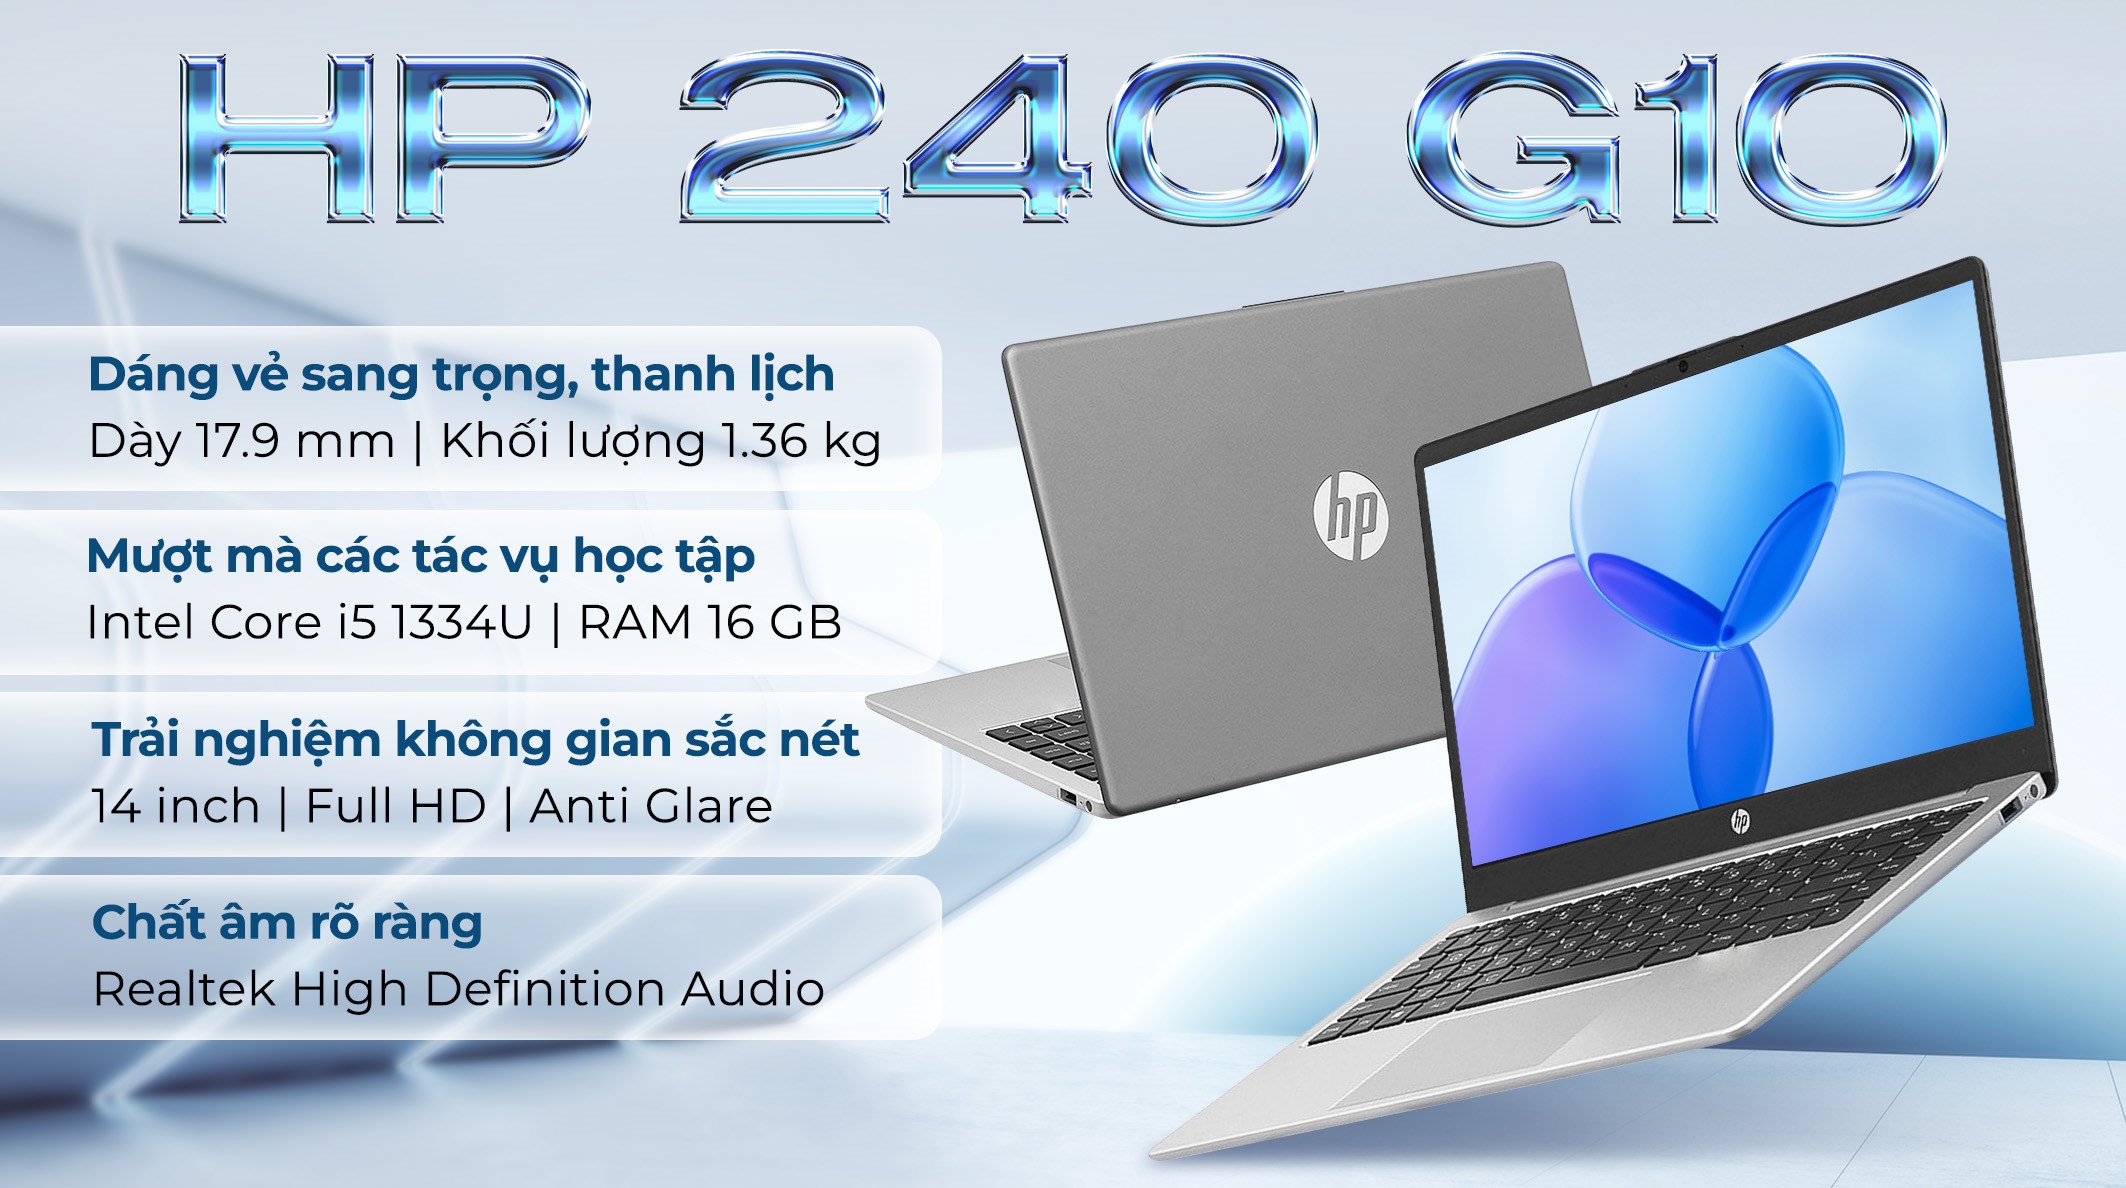 HP 240 G10
Dáng vẻ sang trọng, thanh lịch
Dày 17.9 mm | Khối lượng 1.36 kg
Mượt mà các tác vụ học tập
Intel Core i5 1334U | RAM 16 GB
Trải nghiệm không gian sắc nét
14 inch | Full HD | Anti Glare
Chất âm rõ ràng
Realtek High Definition Audio
hp
hp